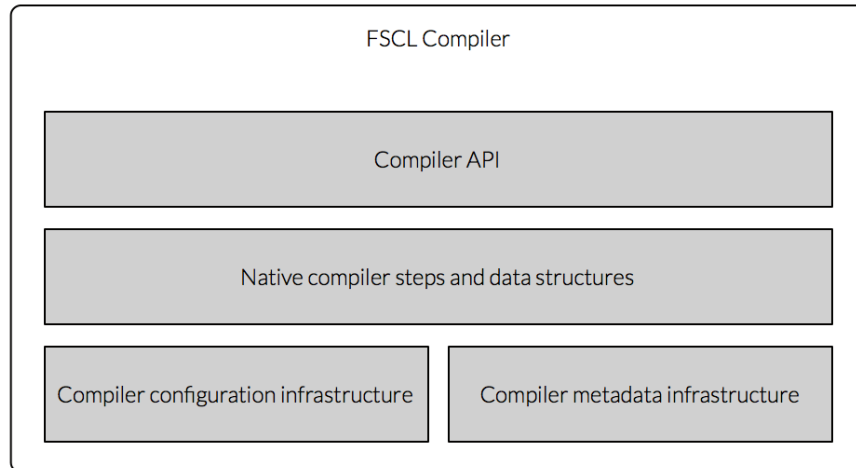 FSCL Compiler
Compiler API
Native compiler steps and data structures
Compiler configuration infrastructure
Compiler metadata infrastructure